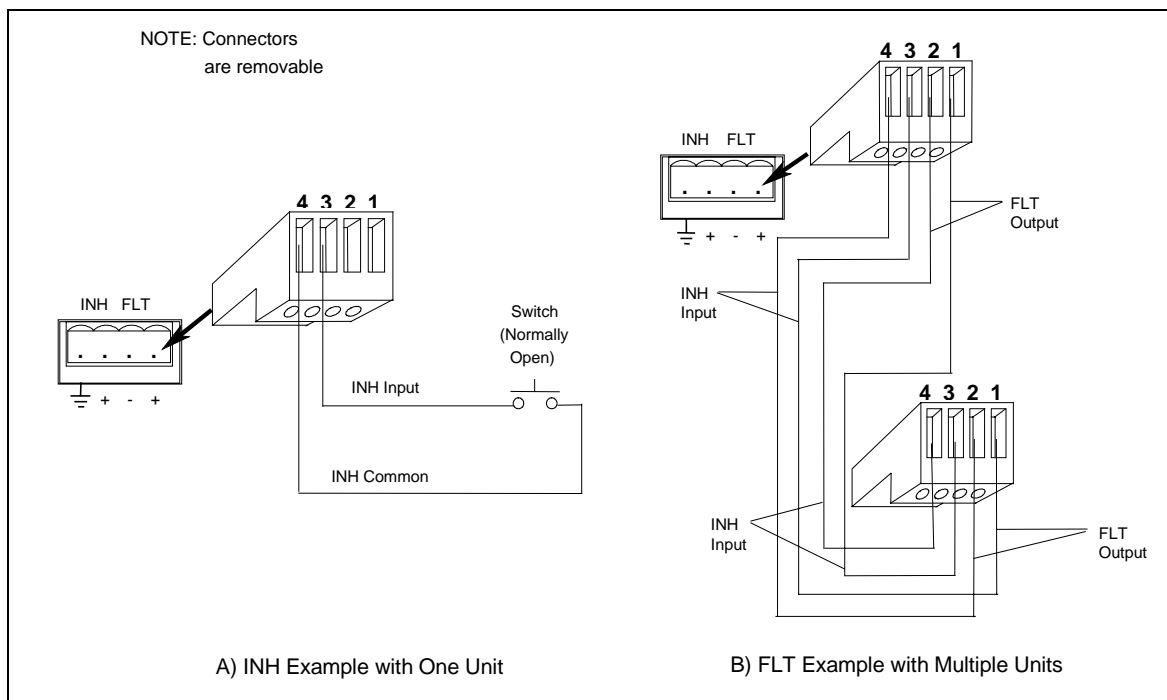 NOTE: Connectors
are removable
4 3 2 1
INH FLT
+ - +
Switch
(Normally
Open)
INH Input
INH Common
A) INH Example with One Unit
4 3 2 1
INH FLT
+ - +
FLT
Output
INH
Input
4 3 2 1
INH
Input
FLT
Output
B) FLT Example with Multiple Units